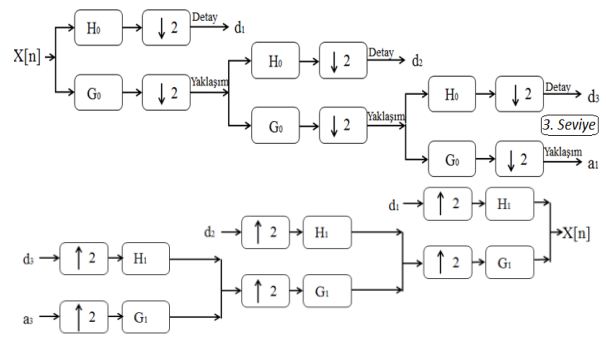 H₀ ↓ 2 Detay d₁
X[n]
G₀ ↓ 2 Yaklaşım
H₀ ↓ 2 Detay d₂
G₀ ↓ 2 Yaklaşım
H₀ ↓ 2 Detay d₃
3. Seviye
G₀ ↓ 2 Yaklaşım a₁
d₁ ↑ 2 H₁
d₂ ↑ 2 H₁
X[n]
d₃ ↑ 2 H₁
↑ 2 G₁
↑ 2 G₁
a₃ ↑ 2 G₁